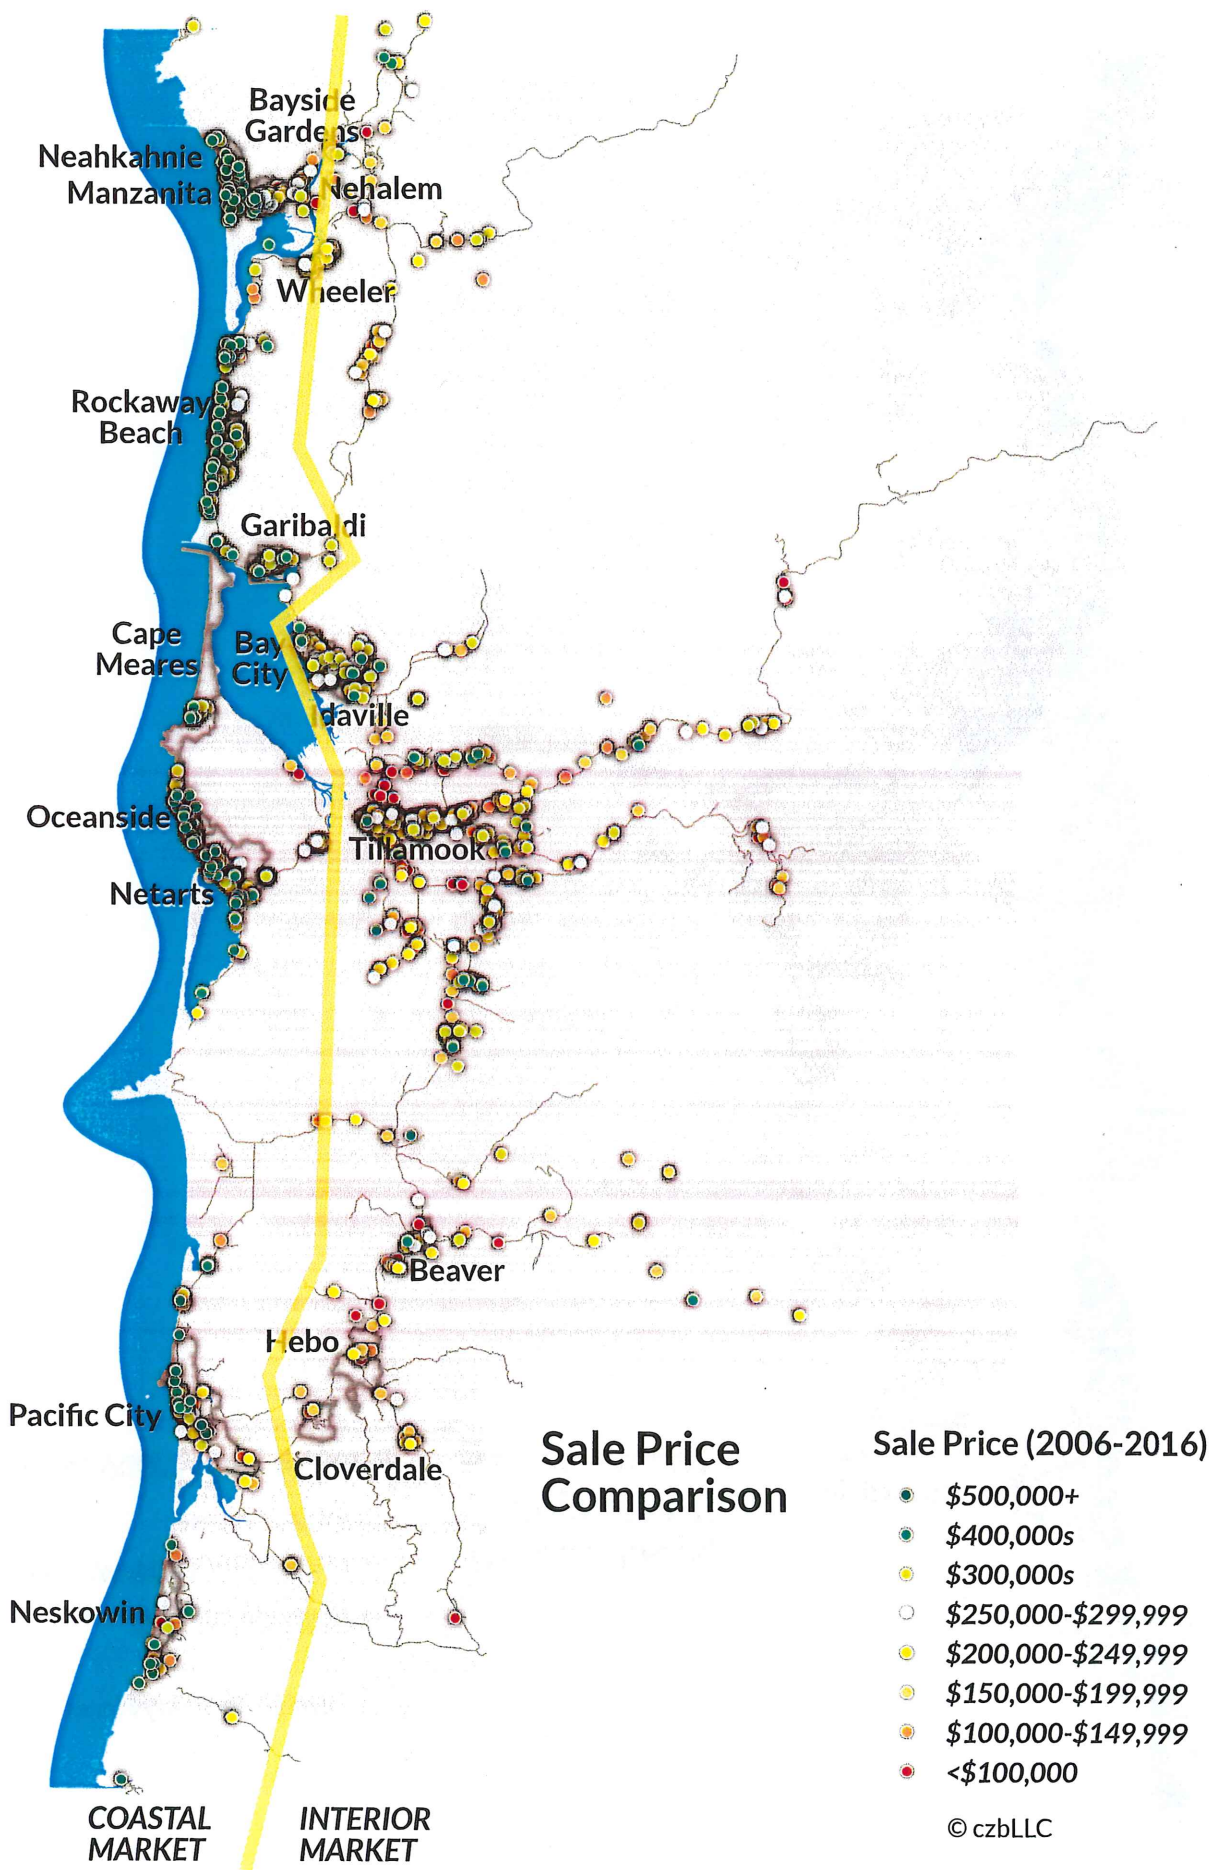 Bayside
Gardens
Neahkahnie
Manzanita
Nehalem
Wheeler
Rockaway
Beach
Garibaldi
Cape
Meares
Bay
City
Idaville
Oceanside
Tillamook
Netarts
Beaver
Hebo
Pacific City
Cloverdale
Neskowin
Sale Price
Comparison
Sale Price (2006-2016)
$500,000+
$400,000s
$300,000s
$250,000-$299,999
$200,000-$249,999
$150,000-$199,999
$100,000-$149,999
<$100,000
© czbLLC
COASTAL
MARKET
INTERIOR
MARKET